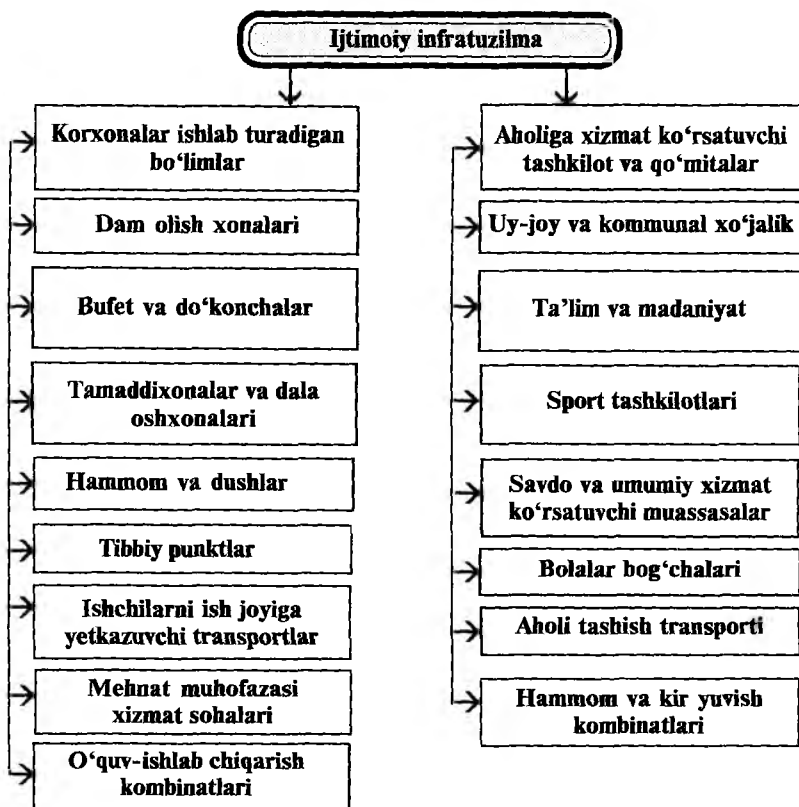 Ijtimoiy infratuzilma
Korxonalar ishlab turadigan
bo‘limlar
Dam olish xonalari
Bufet va do‘konchalar
Tamaddixonalar va dala
oshxonalari
Hammom va dushlar
Tibbiy punktlar
Ishchilarni ish joyiga
yetkazuvchi transportlar
Mehnat muhofazasi
xizmat sohalari
O‘quv-ishlab chiqarish
kombinatlari
Aholiga xizmat ko‘rsatuvchi
tashkilot va qo‘mitalar
Uy-joy va kommunal xo‘jalik
Ta’lim va madaniyat
Sport tashkilotlari
Savdo va umumiy xizmat
ko‘rsatuvchi muassasalar
Bolalar bog‘chalari
Aholi tashish transporti
Hammom va kir yuvish
kombinatlari